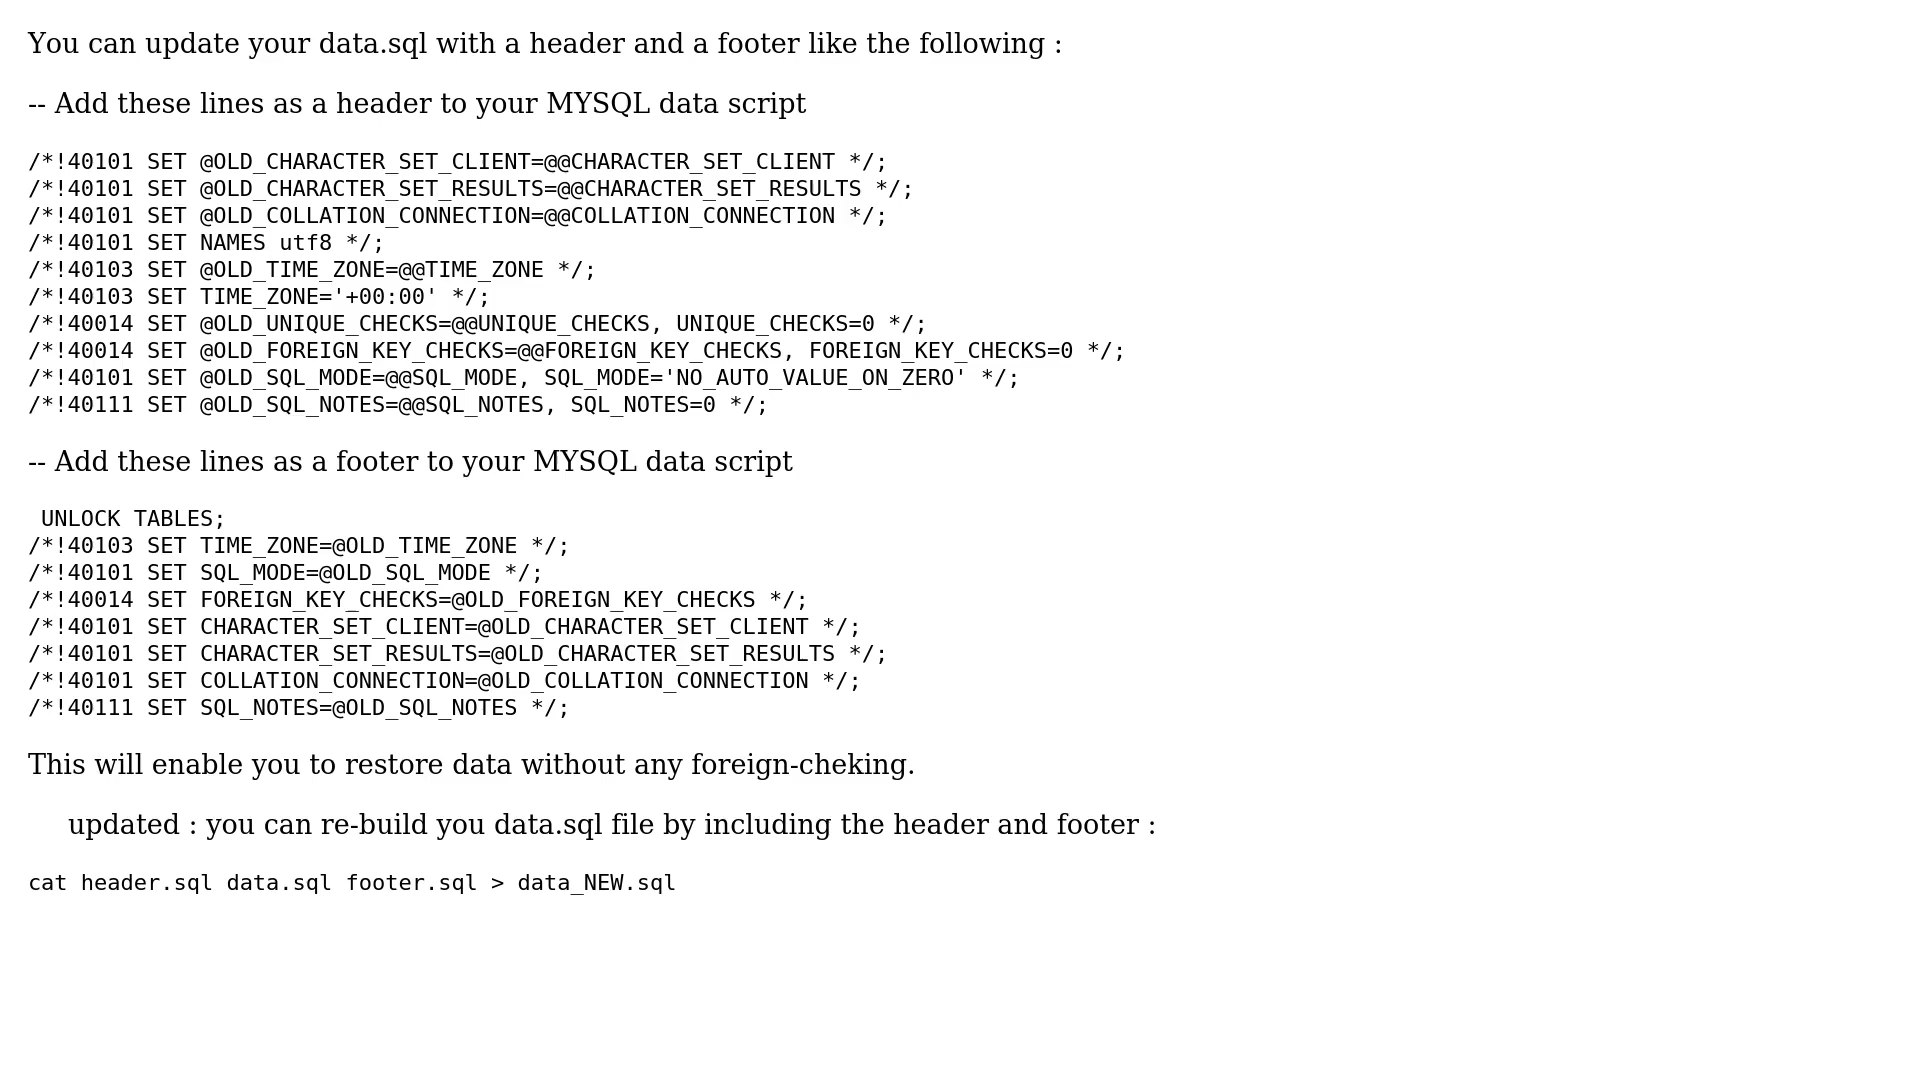 You can update your data.sql with a header and a footer like the following :
-- Add these lines as a header to your MYSQL data script
/*!40101 SET @OLD_CHARACTER_SET_CLIENT=@@CHARACTER_SET_CLIENT */;
/*!40101 SET @OLD_CHARACTER_SET_RESULTS=@@CHARACTER_SET_RESULTS */;
/*!40101 SET @OLD_COLLATION_CONNECTION=@@COLLATION_CONNECTION */;
/*!40101 SET NAMES utf8 */;
/*!40103 SET @OLD_TIME_ZONE=@@TIME_ZONE */;
/*!40103 SET TIME_ZONE='+00:00' */;
/*!40014 SET @OLD_UNIQUE_CHECKS=@@UNIQUE_CHECKS, UNIQUE_CHECKS=0 */;
/*!40014 SET @OLD_FOREIGN_KEY_CHECKS=@@FOREIGN_KEY_CHECKS, FOREIGN_KEY_CHECKS=0 */;
/*!40101 SET @OLD_SQL_MODE=@@SQL_MODE, SQL_MODE='NO_AUTO_VALUE_ON_ZERO' */;
/*!40111 SET @OLD_SQL_NOTES=@@SQL_NOTES, SQL_NOTES=0 */;
-- Add these lines as a footer to your MYSQL data script
UNLOCK TABLES;
/*!40103 SET TIME_ZONE=@OLD_TIME_ZONE */;
/*!40101 SET SQL_MODE=@OLD_SQL_MODE */;
/*!40014 SET FOREIGN_KEY_CHECKS=@OLD_FOREIGN_KEY_CHECKS */;
/*!40101 SET CHARACTER_SET_CLIENT=@OLD_CHARACTER_SET_CLIENT */;
/*!40101 SET CHARACTER_SET_RESULTS=@OLD_CHARACTER_SET_RESULTS */;
/*!40101 SET COLLATION_CONNECTION=@OLD_COLLATION_CONNECTION */;
/*!40111 SET SQL_NOTES=@OLD_SQL_NOTES */;
This will enable you to restore data without any foreign-cheking.
updated : you can re-build you data.sql file by including the header and footer :
cat header.sql data.sql footer.sql > data_NEW.sql